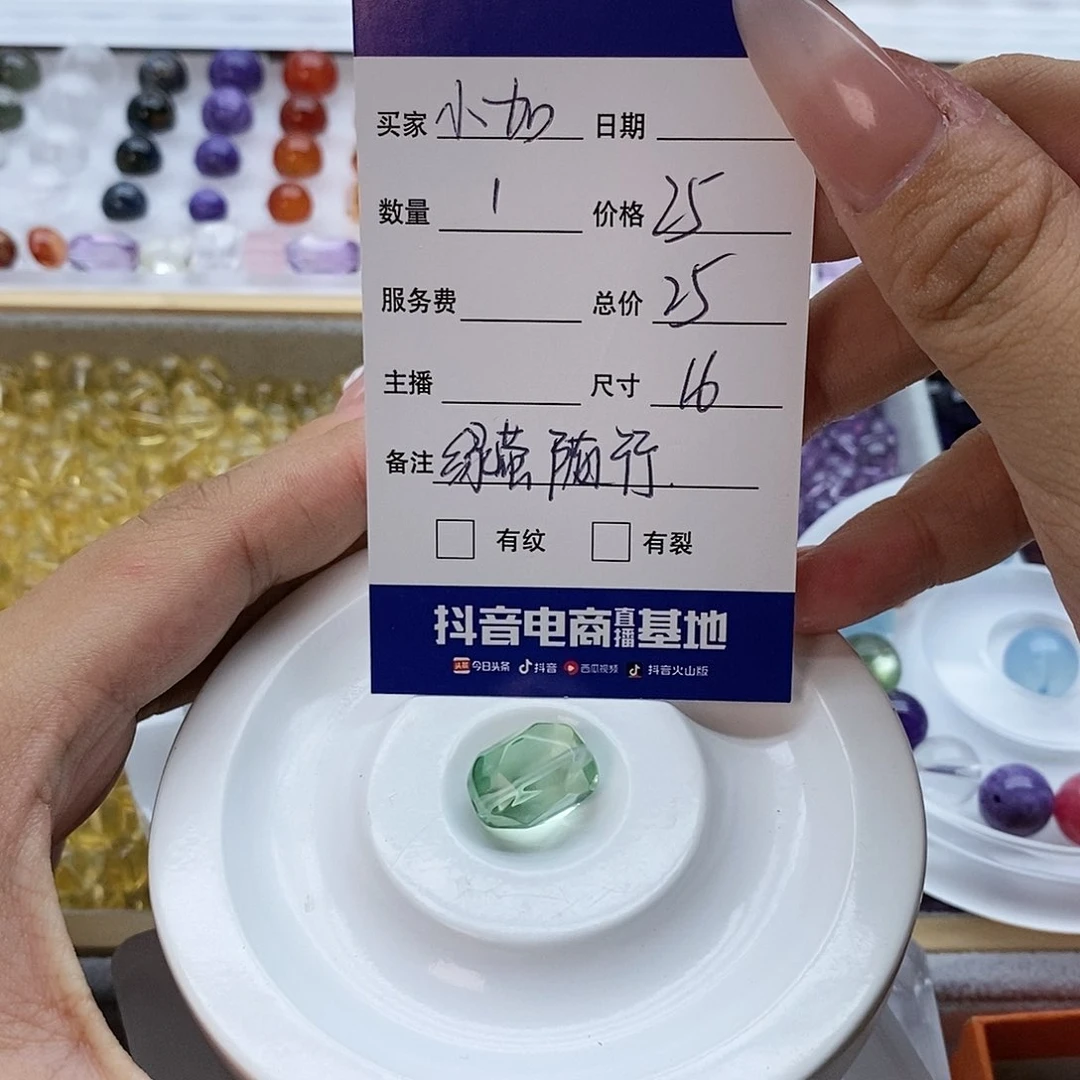 买家 小加 日期
数量 1 价格 25
服务费 总价 25
主播 尺寸 16
备注 绿萤随行
有纹 有裂
抖音电商直播基地
头条 今日头条 抖音 西瓜视频 抖音火山版